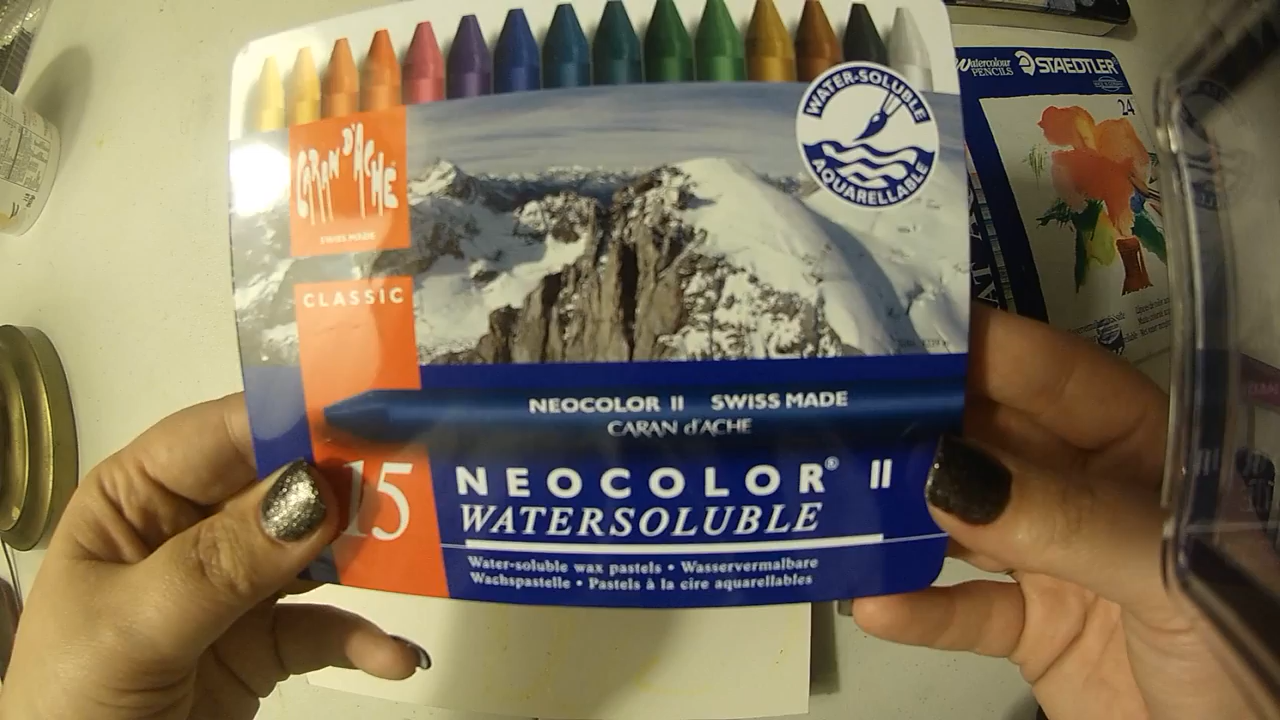 WATER-SOLUBLE
AQUARELLABLE
CARAN D'ACHE
SWISS MADE
CLASSIC
NEOCOLOR II SWISS MADE
CARAN d'ACHE
15
NEOCOLOR® II
WATERSOLUBLE
Water-soluble wax pastels • Wasservermalbare
Wachspastelle • Pastels à la cire aquarellables
Watercolour
PENCILS
STAEDTLER
24